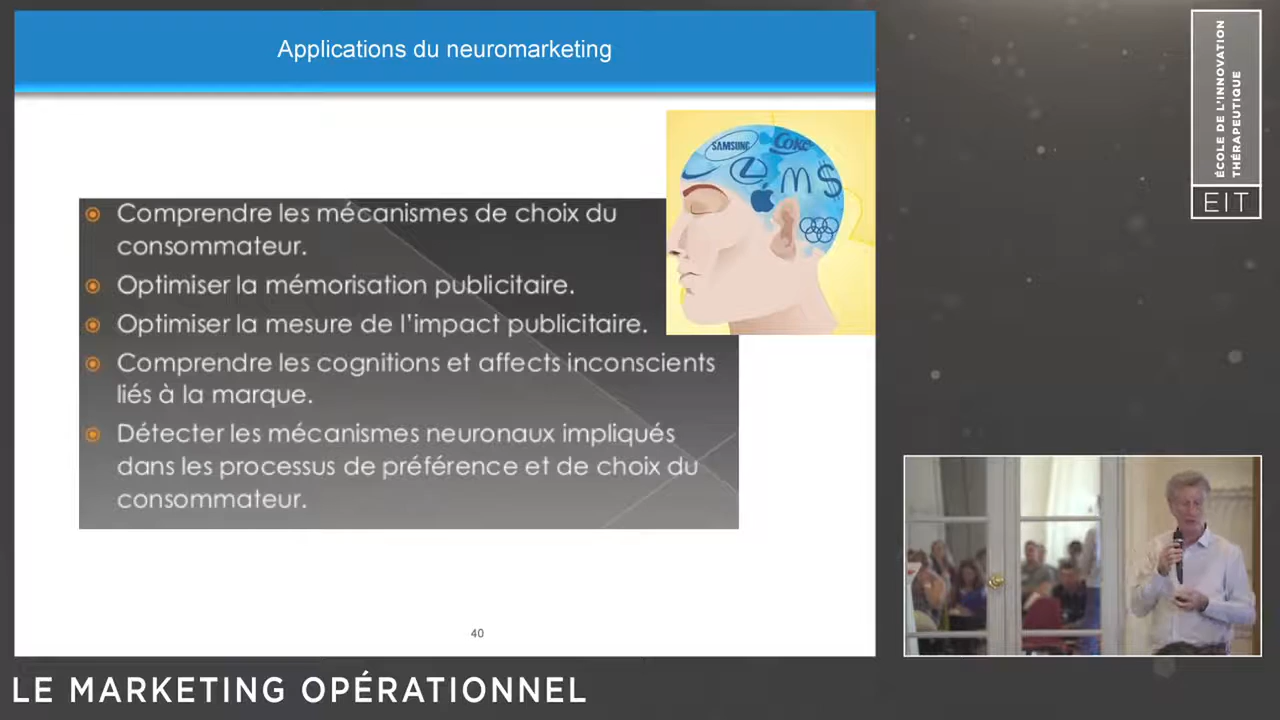 Applications du neuromarketing
SAMSUNG
Coke
Comprendre les mécanismes de choix du
consommateur.
Optimiser la mémorisation publicitaire.
Optimiser la mesure de l'impact publicitaire.
Comprendre les cognitions et affects inconscients
liés à la marque.
Détecter les mécanismes neuronaux impliqués
dans les processus de préférence et de choix du
consommateur.
40
ÉCOLE DE L'INNOVATION
THÉRAPEUTIQUE
EIT
LE MARKETING OPÉRATIONNEL